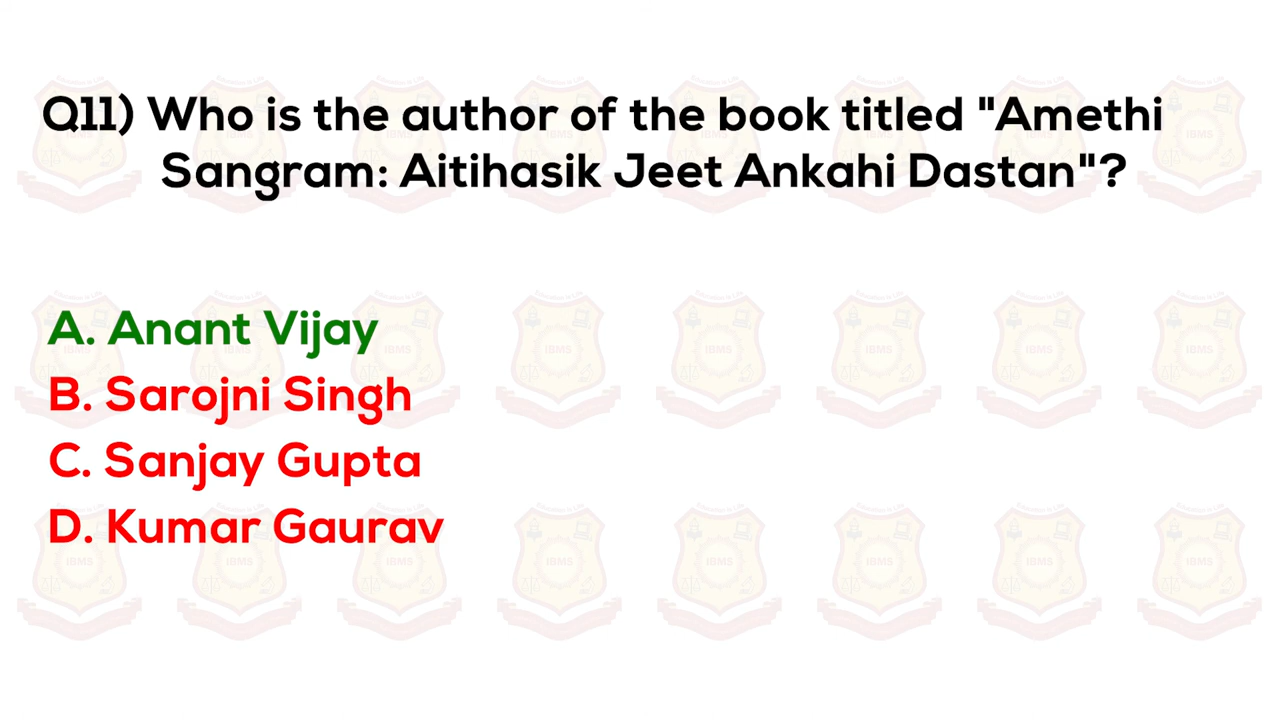 Q11) Who is the author of the book titled "Amethi
Sangram: Aitihasik Jeet Ankahi Dastan"?
A. Anant Vijay
B. Sarojni Singh
C. Sanjay Gupta
D. Kumar Gaurav